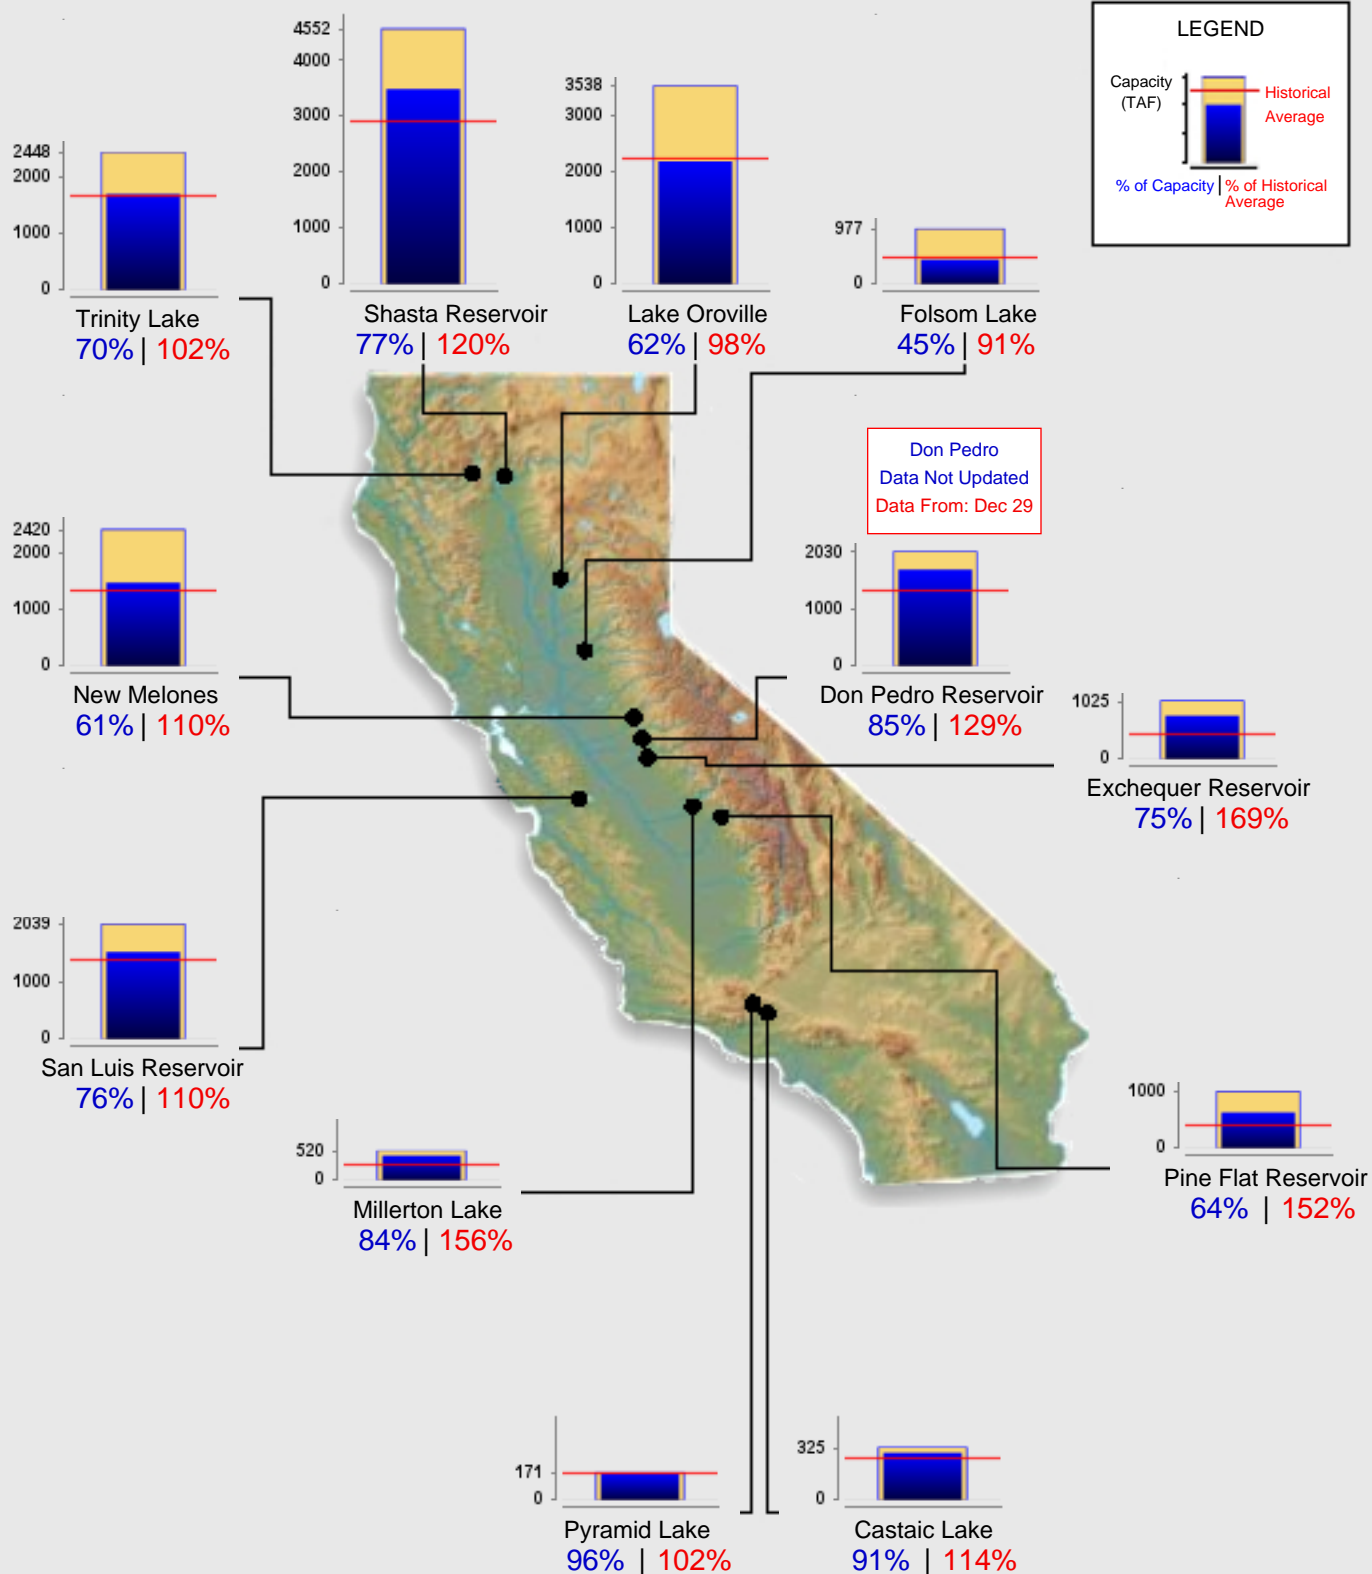 LEGEND
Capacity
(TAF)
Historical
Average
% of Capacity | % of Historical
Average
4552
4000
3000
2000
1000
0
Shasta Reservoir
77% | 120%
3538
3000
2000
1000
0
Lake Oroville
62% | 98%
2448
2000
1000
0
Trinity Lake
70% | 102%
977
0
Folsom Lake
45% | 91%
Don Pedro
Data Not Updated
Data From: Dec 29
2420
2000
1000
0
New Melones
61% | 110%
2030
1000
0
Don Pedro Reservoir
85% | 129%
1025
0
Exchequer Reservoir
75% | 169%
2039
1000
0
San Luis Reservoir
76% | 110%
520
0
Millerton Lake
84% | 156%
1000
0
Pine Flat Reservoir
64% | 152%
171
0
Pyramid Lake
96% | 102%
325
0
Castaic Lake
91% | 114%